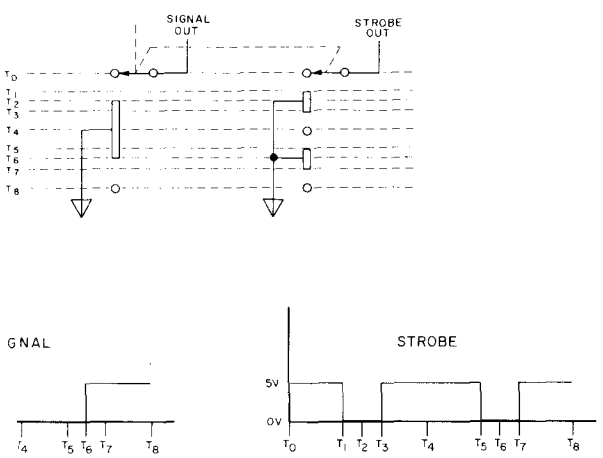 SIGNAL
OUT
STROBE
OUT
T0
T1
T2
T3
T4
T5
T6
T7
T8
GNAL
STROBE
5V
0V
T4 T5 T6 T7 T8
T0 T1 T2 T3 T4 T5 T6 T7 T8